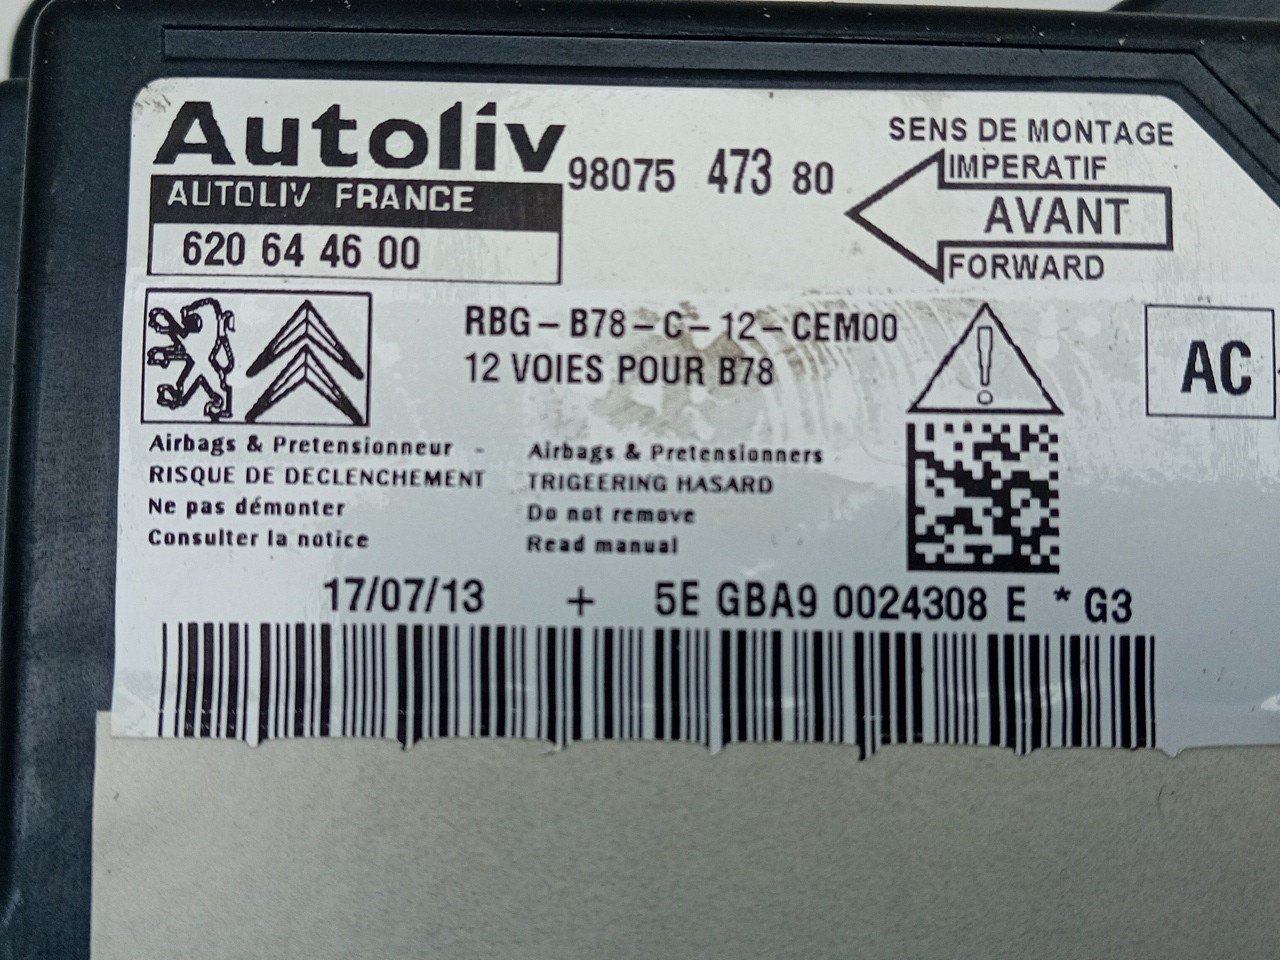 Autoliv
AUTOLIV FRANCE
620 64 46 00
98075 473 80
SENS DE MONTAGE
IMPERATIF
AVANT
FORWARD
RBG-B78-C-12-CEM00
12 VOIES POUR B78
AC
Airbags & Pretensionneur -
RISQUE DE DECLENCHEMENT
Ne pas démonter
Consulter la notice
Airbags & Pretensionners
TRIGEERING HASARD
Do not remove
Read manual
17/07/13 + 5E GBA9 0024308 E * G3